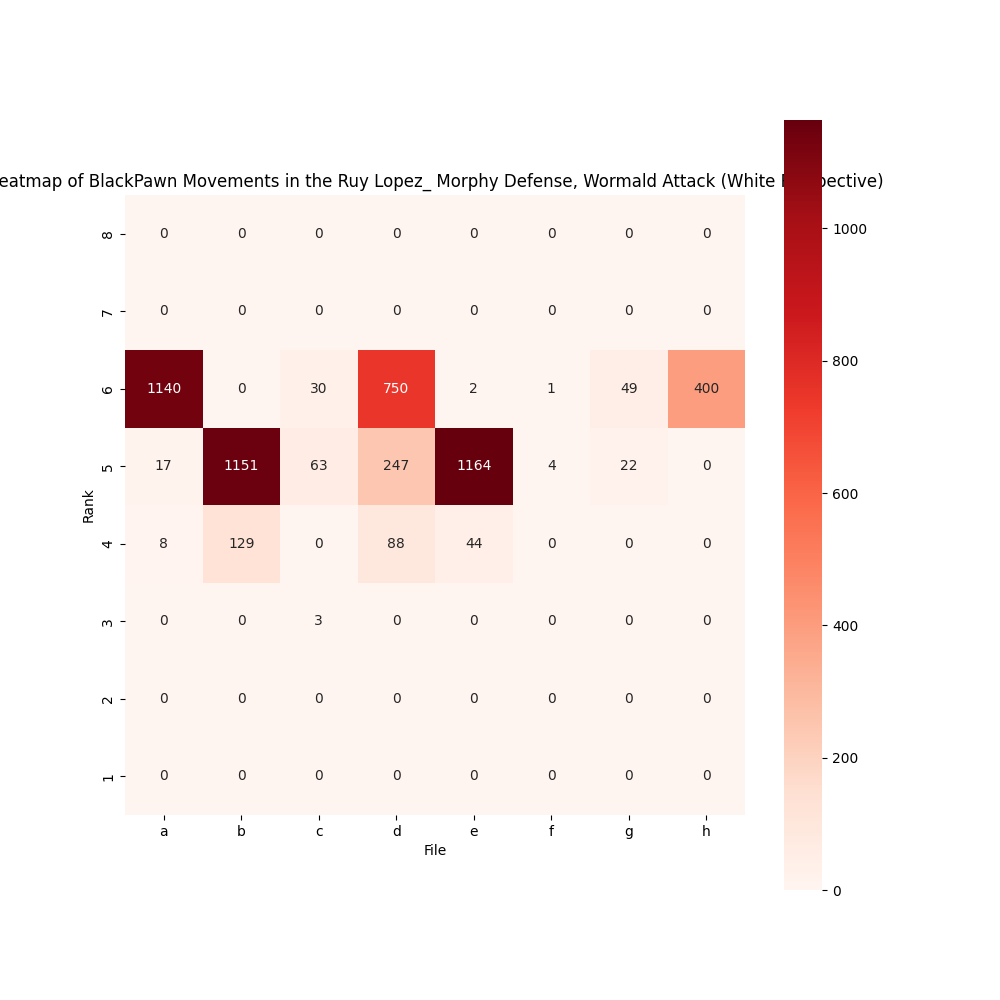 eatmap of BlackPawn Movements in the Ruy Lopez_ Morphy Defense, Wormald Attack (White pective)
8 0 0 0 0 0 0 0 0
1000
7 0 0 0 0 0 0 0 0
800
6 1140 0 30 750 2 1 49 400
600
5 17 1151 63 247 1164 4 22 0
Rank
4 8 129 0 88 44 0 0 0
400
3 0 0 3 0 0 0 0 0
2 0 0 0 0 0 0 0 0
200
1 0 0 0 0 0 0 0 0
a b c d e f g h
File
0